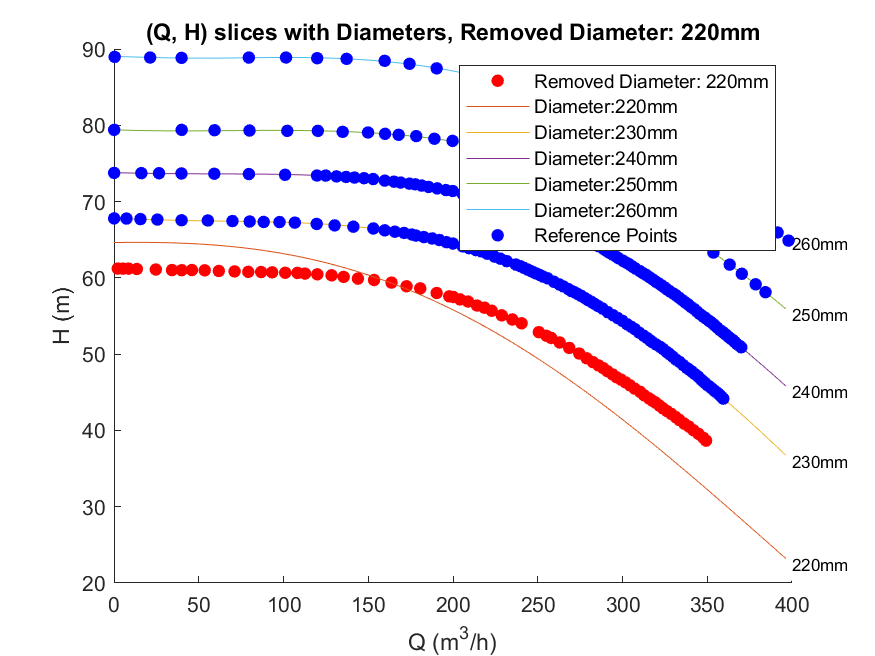 (Q, H) slices with Diameters, Removed Diameter: 220mm
90
80
70
60
50
40
30
20
H (m)
Removed Diameter: 220mm
Diameter:220mm
Diameter:230mm
Diameter:240mm
Diameter:250mm
Diameter:260mm
Reference Points
260mm
250mm
240mm
230mm
220mm
0 50 100 150 200 250 300 350 400
Q (m³/h)